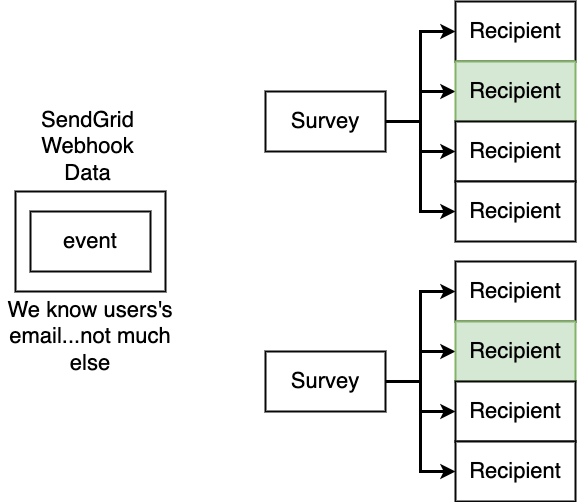 SendGrid
Webhook
Data
event
We know users's
email...not much
else
Survey
Recipient
Recipient
Recipient
Recipient
Survey
Recipient
Recipient
Recipient
Recipient